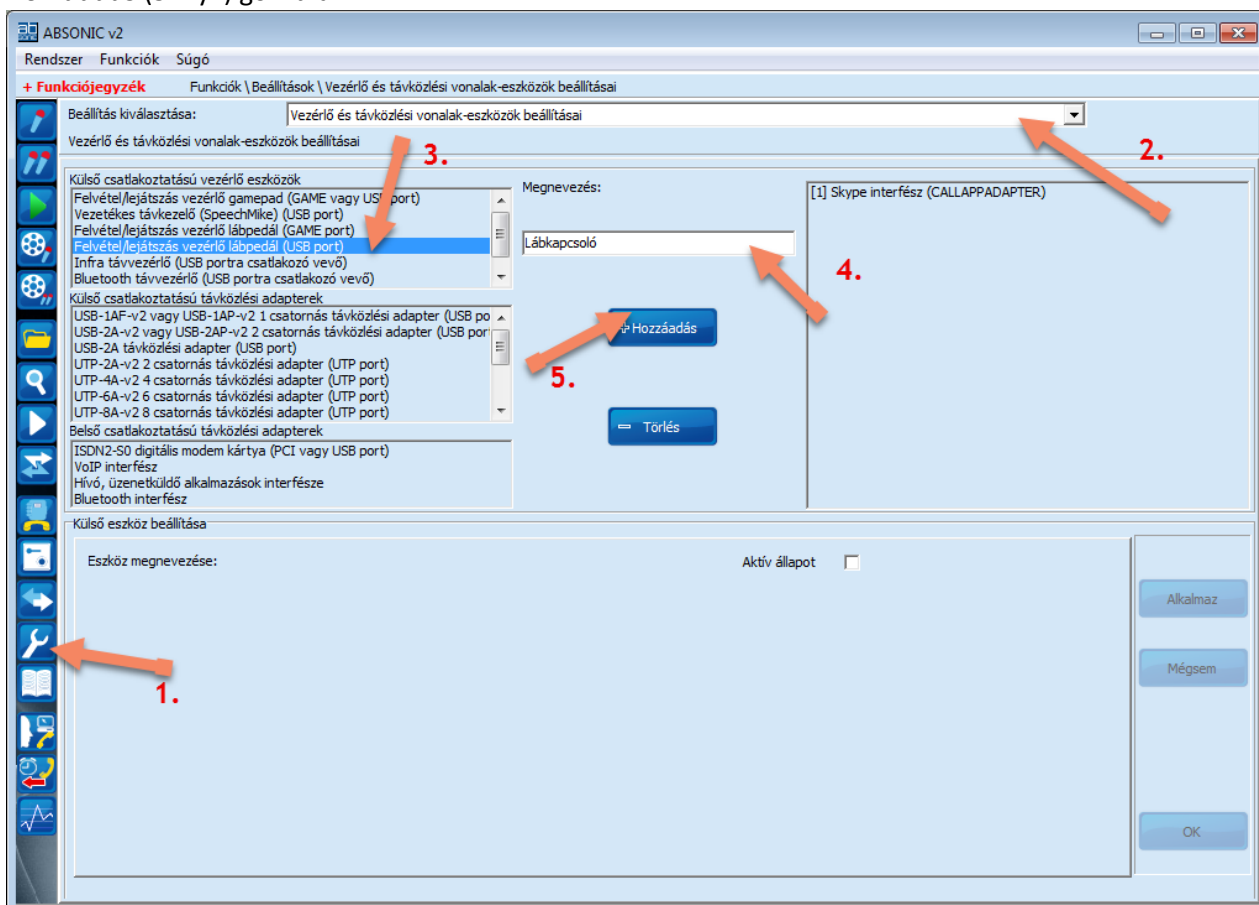 ABSONIC v2
Rendszer Funkciók Súgó
+ Funkciójegyzék Funkciók \ Beállítások \ Vezérlő és távközlési vonalak-eszközök beállításai
Beállítás kiválasztása: Vezérlő és távközlési vonalak-eszközök beállításai
Vezérlő és távközlési vonalak-eszközök beállításai
3.
2.
Külső csatlakoztatású vezérlő eszközök
Megnevezés:
[1] Skype interfész (CALLAPPADAPTER)
Felvétel/lejátszás vezérlő gamepad (GAME vagy USB port)
Vezetékes távkezelő (SpeechMike) (USB port)
Felvétel/lejátszás vezérlő lábpedál (GAME port)
Felvétel/lejátszás vezérlő lábpedál (USB port)
Lábkapcsoló
Infra távvezérlő (USB portra csatlakozó vevő)
Bluetooth távvezérlő (USB portra csatlakozó vevő)
4.
Külső csatlakoztatású távközlési adapterek
USB-1AF-v2 vagy USB-1AP-v2 1 csatornás távközlési adapter (USB po
USB-2A-v2 vagy USB-2AP-v2 2 csatornás távközlési adapter (USB por
USB-2A távközlési adapter (USB port)
UTP-2A-v2 2 csatornás távközlési adapter (UTP port)
UTP-4A-v2 4 csatornás távközlési adapter (UTP port)
UTP-6A-v2 6 csatornás távközlési adapter (UTP port)
UTP-8A-v2 8 csatornás távközlési adapter (UTP port)
Hozzáadás
5.
Törlés
Belső csatlakoztatású távközlési adapterek
ISDN2-S0 digitális modem kártya (PCI vagy USB port)
VoIP interfész
Hívó, üzenetküldő alkalmazások interfésze
Bluetooth interfész
Külső eszköz beállítása
Eszköz megnevezése: Aktív állapot
Alkalmaz
Mégsem
1.
OK